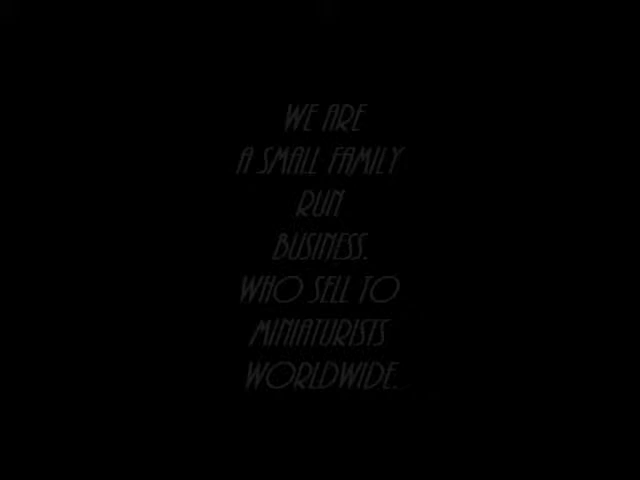 WE ARE
A SMALL FAMILY
RUN
BUSINESS.
WHO SELL TO
MINIATURISTS
WORLDWIDE.